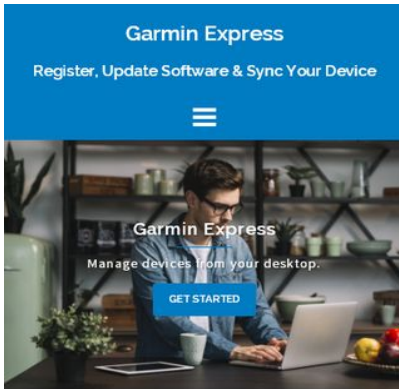 Garmin Express
Register, Update Software & Sync Your Device
Garmin Express
Manage devices from your desktop.
GET STARTED